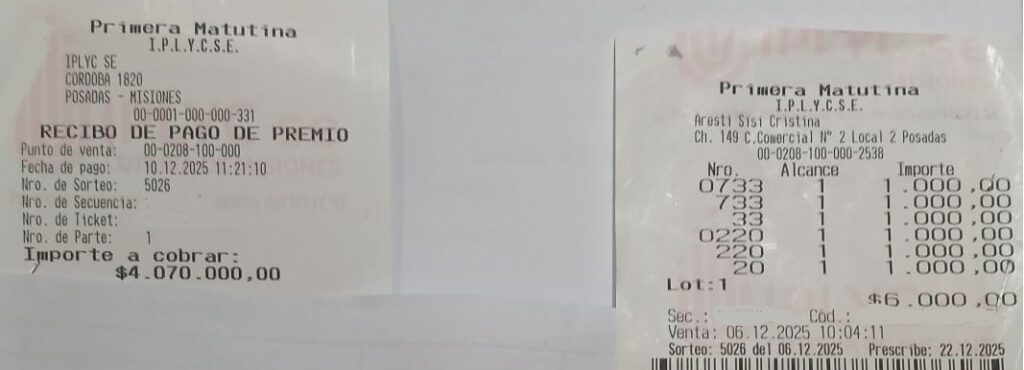 Primera Matutina
I.P.L.Y.C.S.E.
IPLYC SE
CORDOBA 1820
POSADAS - MISIONES
00-0001-000-000-331
RECIBO DE PAGO DE PREMIO
Punto de venta: 00-0208-100-000
Fecha de pago: 10.12.2025 11:21:10
Nro. de Sorteo: 5026
Nro. de Secuencia:
Nro. de Ticket:
Nro. de Parte: 1
Importe a cobrar:
$4.070.000,00
Primera Matutina
I.P.L.Y.C.S.E.
Aresti Sisi Cristina
Ch. 149 C.Comercial N° 2 Local 2 Posadas
00-0208-100-000-2538
Nro. Alcance Importe
0733 1 1.000,00
733 1 1.000,00
33 1 1.000,00
0220 1 1.000,00
220 1 1.000,00
20 1 1.000,00
Lot:1
$6.000,00
Sec.: Cód.:
Venta: 06.12.2025 10:04:11
Sorteo: 5026 del 06.12.2025 Prescribe: 22.12.2025